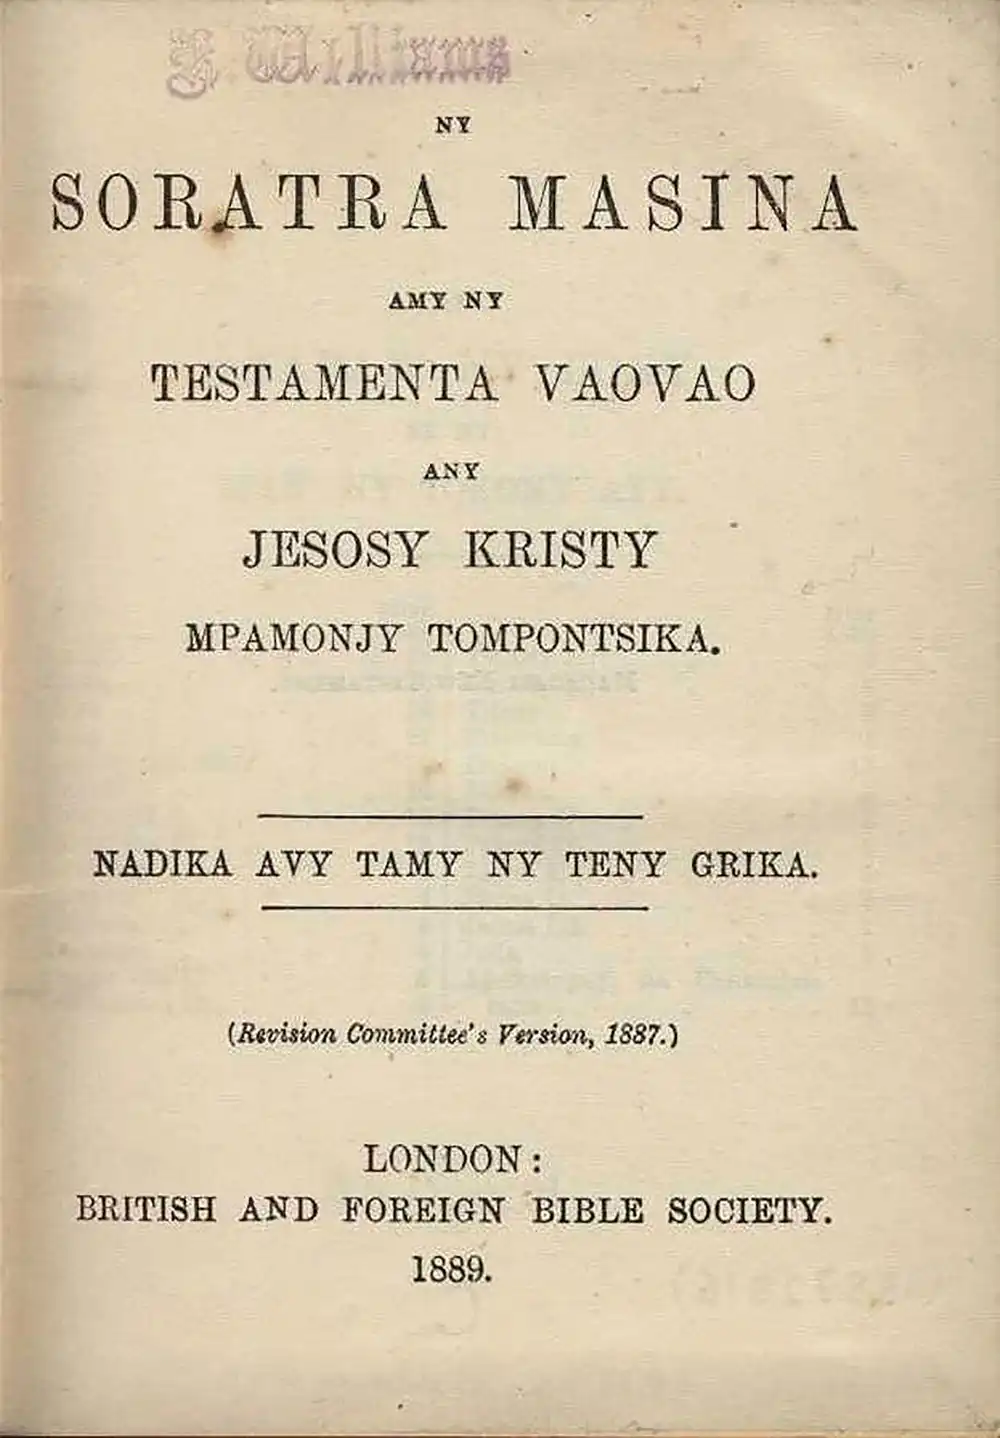 Williams
NY
SORATRA MASINA
AMY NY
TESTAMENTA VAOVAO
ANY
JESOSY KRISTY
MPAMONJY TOMPONTSIKA.
NADIKA AVY TAMY NY TENY GRIKA.
(Revision Committee's Version, 1887.)
LONDON:
BRITISH AND FOREIGN BIBLE SOCIETY.
1889.